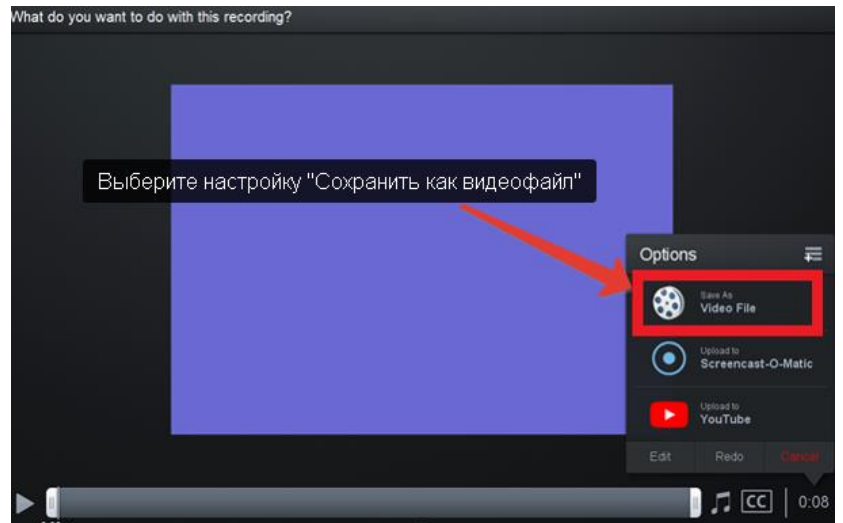 What do you want to do with this recording?
Выберите настройку "Сохранить как видеофайл"
Options
Save As
Video File
Upload to
Screencast-O-Matic
Upload to
YouTube
Edit Redo Cancel
CC 0:08